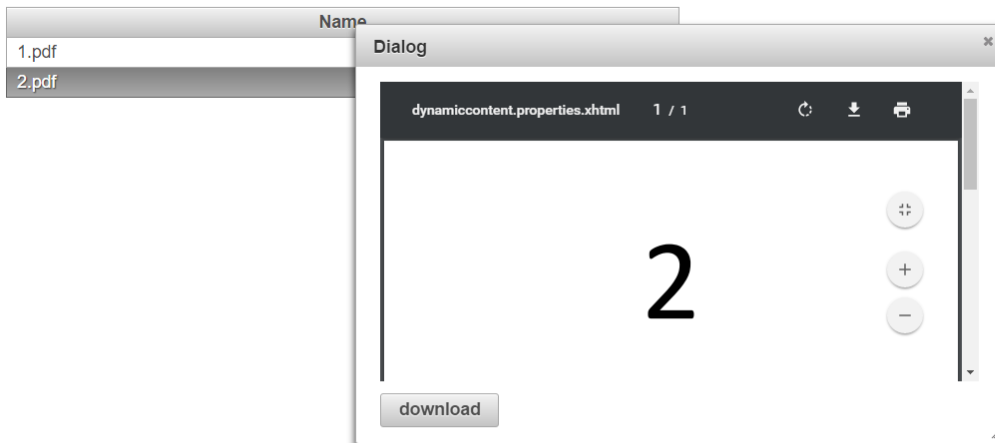 Name
1.pdf
2.pdf
Dialog
dynamiccontent.properties.xhtml 1 / 1
2
download